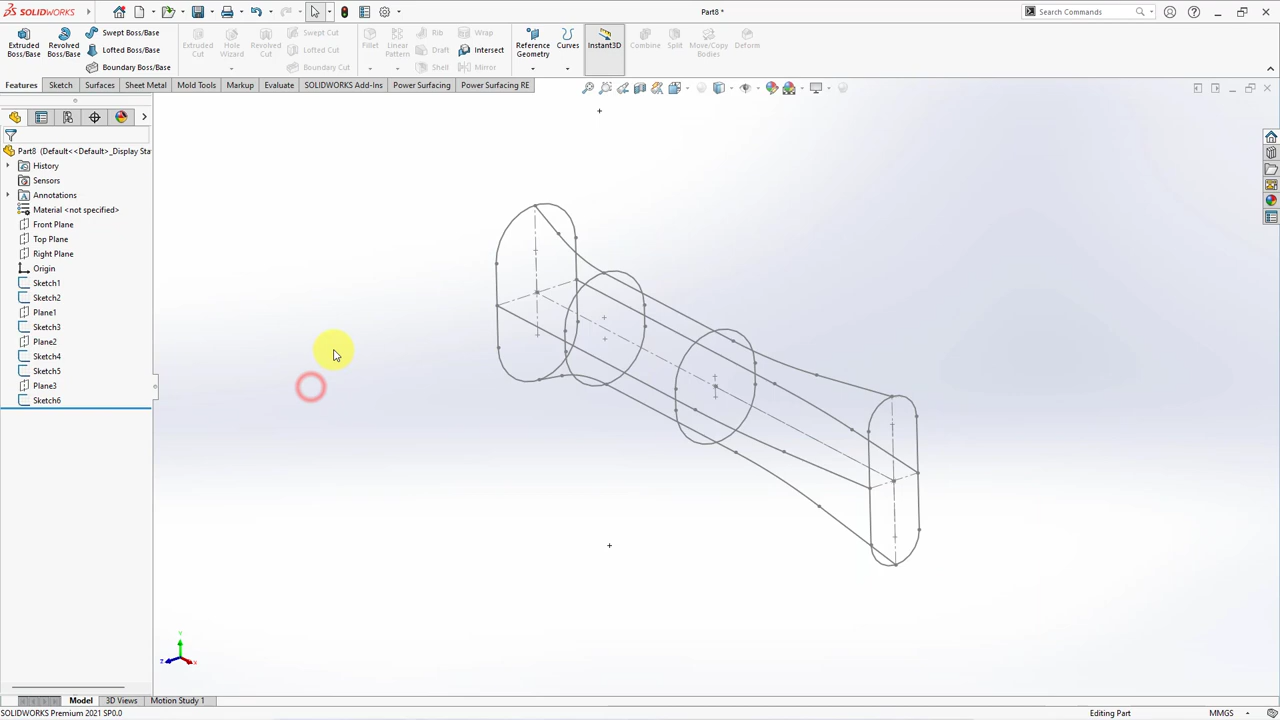 SOLIDWORKS
Part8 *
Search Commands
Extruded Boss/Base
Revolved Boss/Base
Swept Boss/Base
Lofted Boss/Base
Boundary Boss/Base
Extruded Cut
Hole Wizard
Revolved Cut
Swept Cut
Lofted Cut
Boundary Cut
Fillet
Linear Pattern
Rib
Draft
Shell
Wrap
Intersect
Mirror
Reference Geometry
Curves
Instant3D
Combine
Split
Move/Copy Bodies
Deform
Features
Sketch
Surfaces
Sheet Metal
Mold Tools
Markup
Evaluate
SOLIDWORKS Add-Ins
Power Surfacing
Power Surfacing RE
Part8 (Default<<Default>_Display Sta
History
Sensors
Annotations
Material <not specified>
Front Plane
Top Plane
Right Plane
Origin
Sketch1
Sketch2
Plane1
Sketch3
Plane2
Sketch4
Sketch5
Plane3
Sketch6
Y
Z
X
Model
3D Views
Motion Study 1
SOLIDWORKS Premium 2021 SP0.0
Editing Part
MMGS